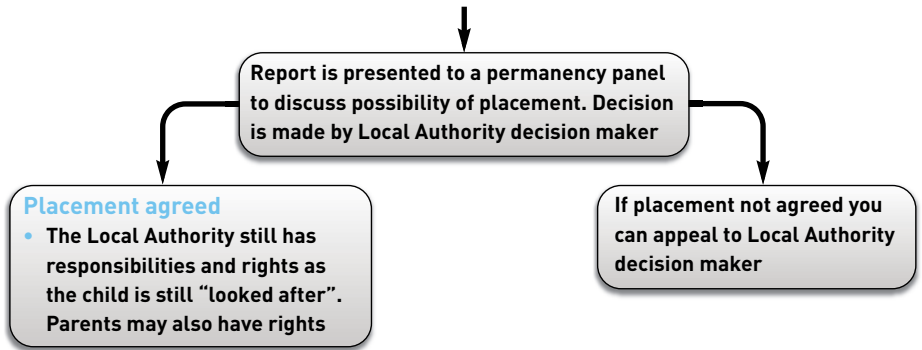 Report is presented to a permanency panel
to discuss possibility of placement. Decision
is made by Local Authority decision maker
Placement agreed
• The Local Authority still has
responsibilities and rights as
the child is still “looked after”.
Parents may also have rights
If placement not agreed you
can appeal to Local Authority
decision maker